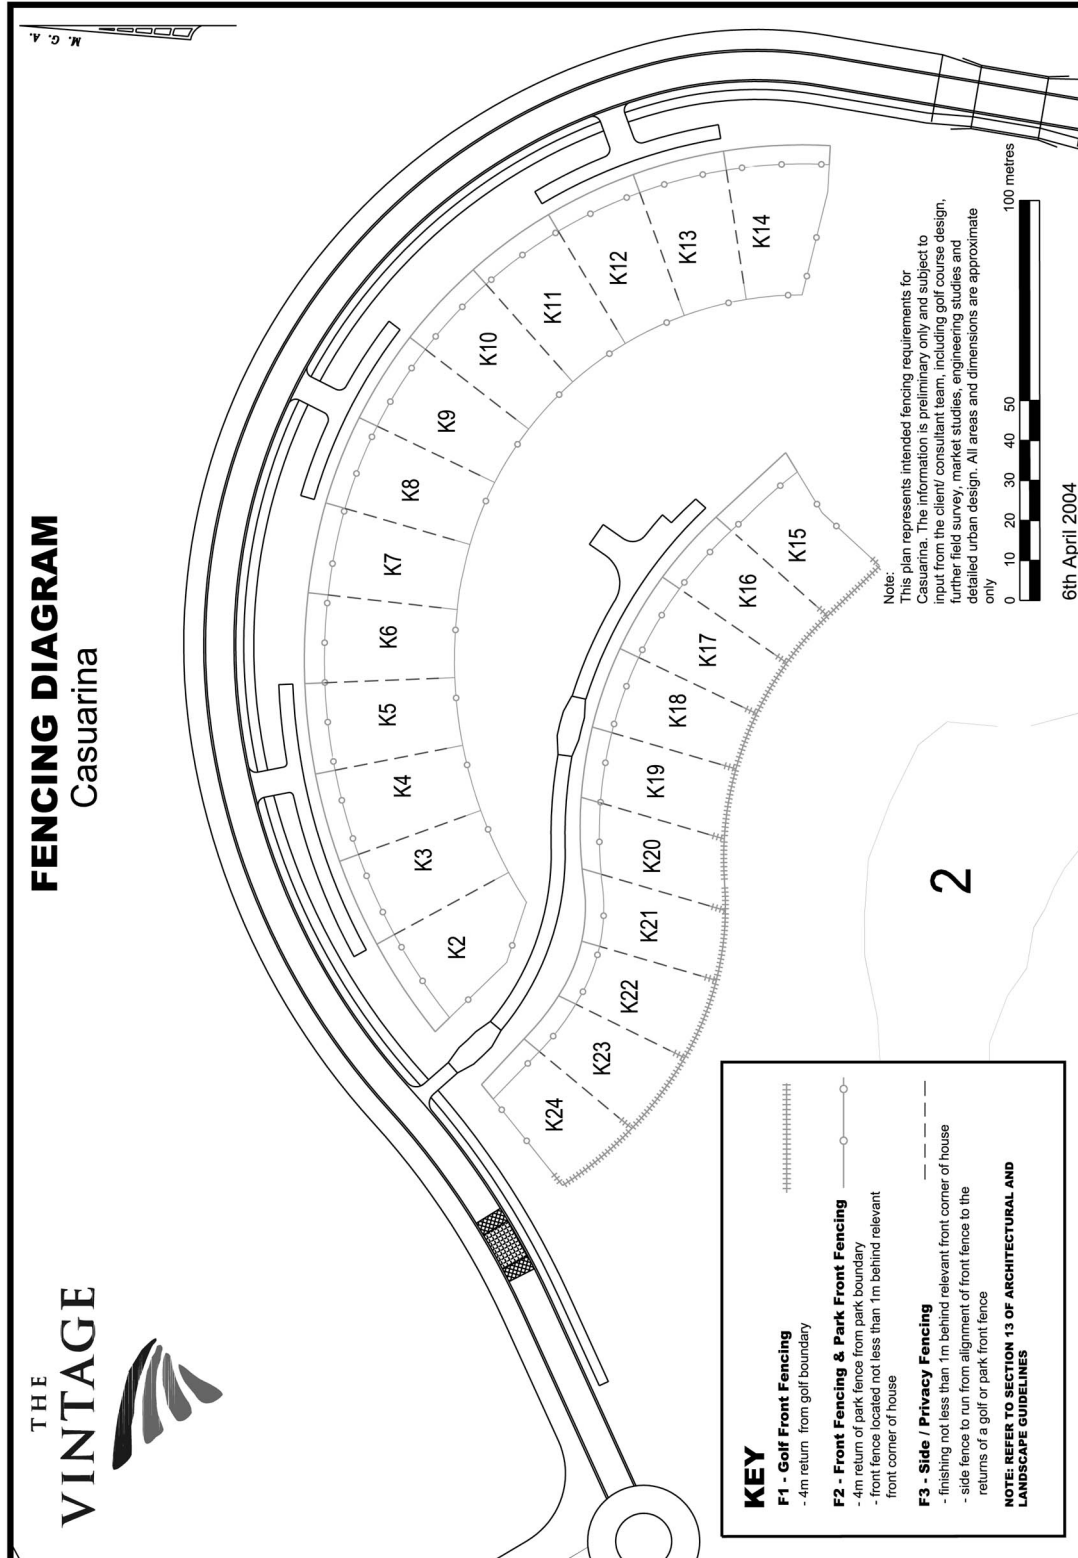 THE
VINTAGE
FENCING DIAGRAM
Casuarina
M. G. A.
K2
K3
K4
K5
K6
K7
K8
K9
K10
K11
K12
K13
K14
K15
K16
K17
K18
K19
K20
K21
K22
K23
K24
2
KEY
F1 - Golf Front Fencing
- 4m return from golf boundary
F2 - Front Fencing & Park Front Fencing
- 4m return of park fence from park boundary
- front fence located not less than 1m behind relevant
front corner of house
F3 - Side / Privacy Fencing
- finishing not less than 1m behind relevant front corner of house
- side fence to run from alignment of front fence to the
returns of a golf or park front fence
NOTE: REFER TO SECTION 13 OF ARCHITECTURAL AND
LANDSCAPE GUIDELINES
Note:
This plan represents intended fencing requirements for
Casuarina. The information is preliminary only and subject to
input from the client/ consultant team, including golf course design,
further field survey, market studies, engineering studies and
detailed urban design. All areas and dimensions are approximate
only
0 10 20 30 40 50 100 metres
6th April 2004